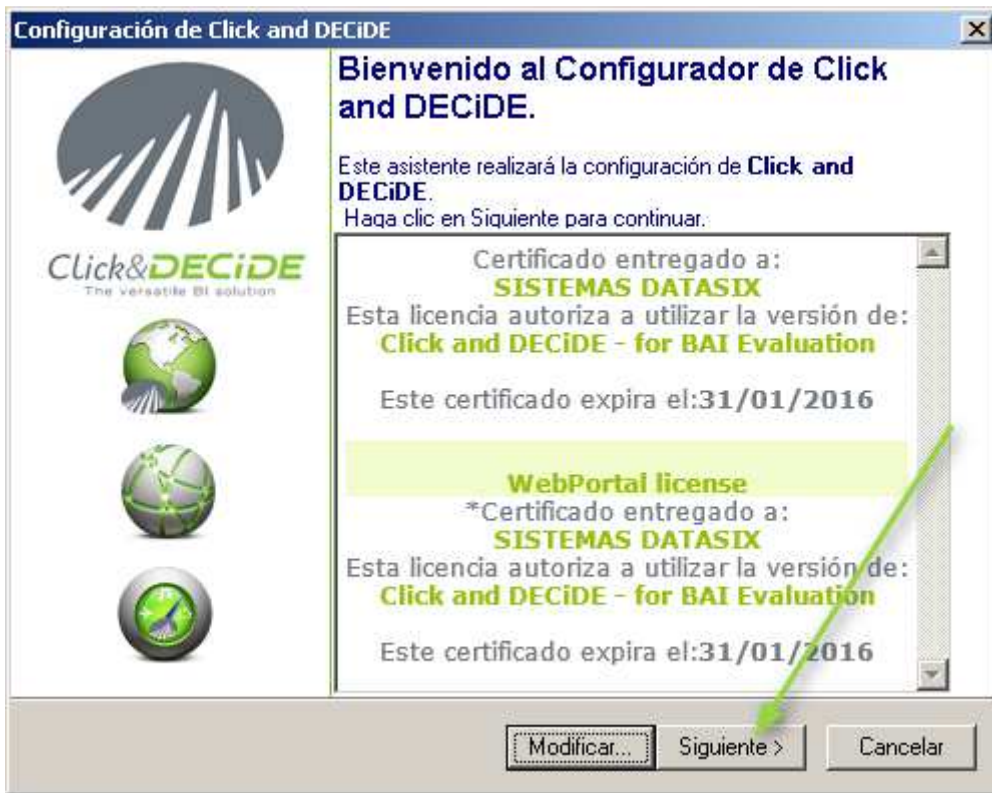 Configuración de Click and DECiDE
Bienvenido al Configurador de Click
and DECiDE.
Este asistente realizará la configuración de Click and
DECiDE.
Haga clic en Siguiente para continuar.
Click&DECiDE
The versatile BI solution
Certificado entregado a:
SISTEMAS DATASIX
Esta licencia autoriza a utilizar la versión de:
Click and DECiDE - for BAI Evaluation
Este certificado expira el:31/01/2016
WebPortal license
*Certificado entregado a:
SISTEMAS DATASIX
Esta licencia autoriza a utilizar la versión de:
Click and DECiDE - for BAI Evaluation
Este certificado expira el:31/01/2016
Modificar... Siguiente > Cancelar